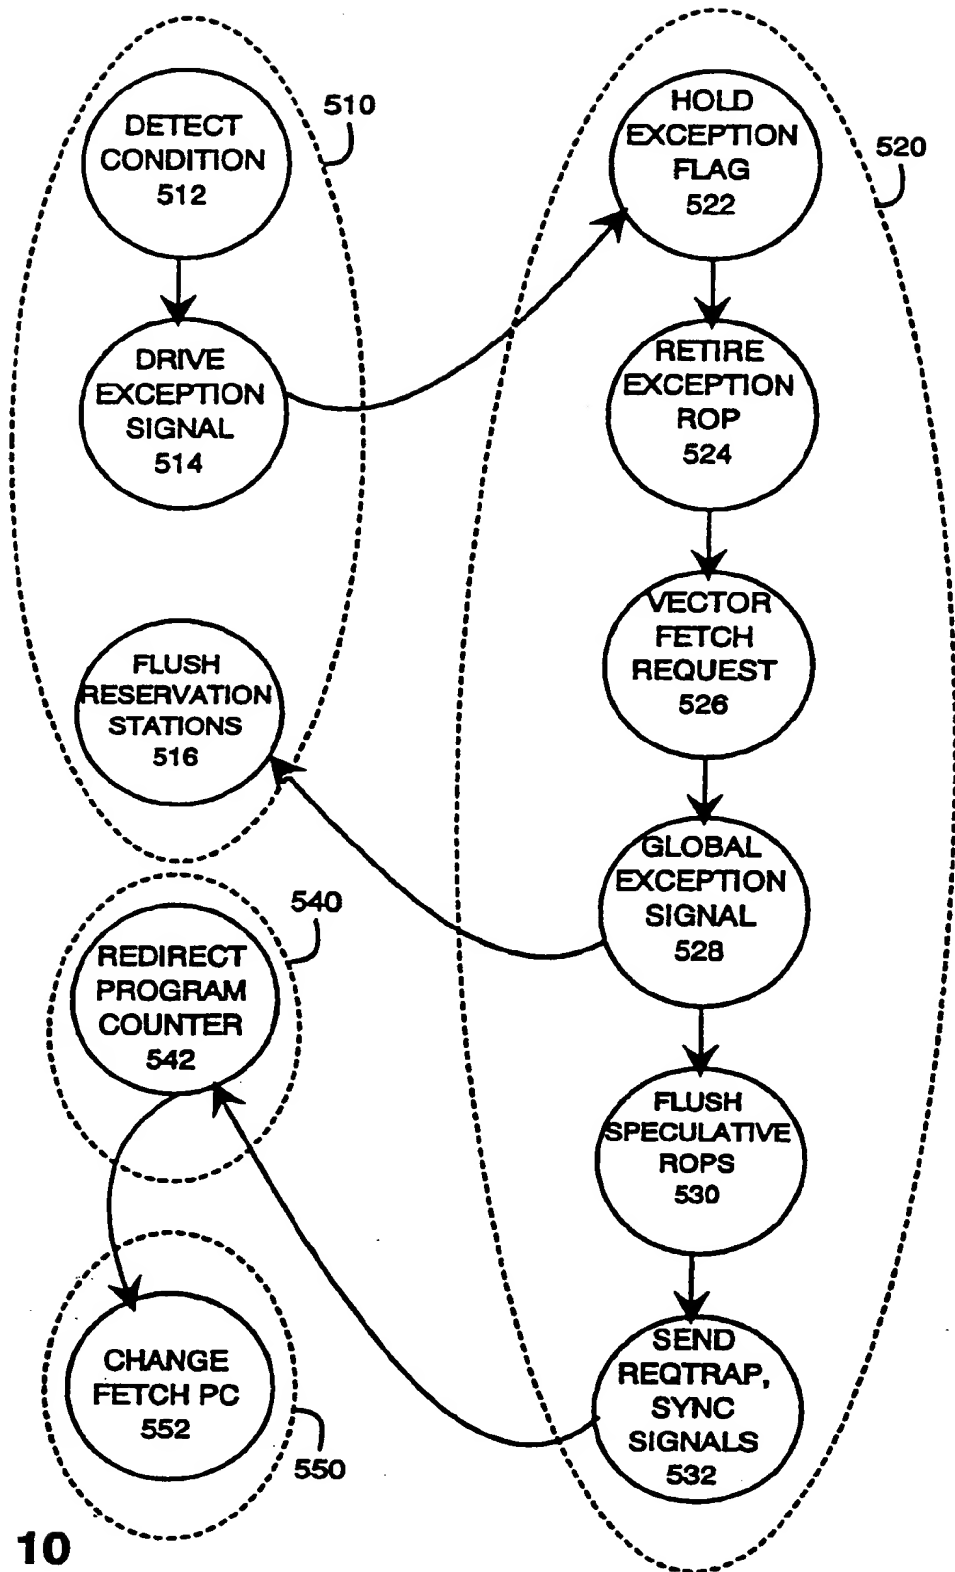 DETECT
CONDITION
512
510
DRIVE
EXCEPTION
SIGNAL
514
FLUSH
RESERVATION
STATIONS
516
540
REDIRECT
PROGRAM
COUNTER
542
CHANGE
FETCH PC
552
550
HOLD
EXCEPTION
FLAG
522
520
RETIRE
EXCEPTION
ROP
524
VECTOR
FETCH
REQUEST
526
GLOBAL
EXCEPTION
SIGNAL
528
FLUSH
SPECULATIVE
ROPS
530
SEND
REQTRAP,
SYNC
SIGNALS
532
10